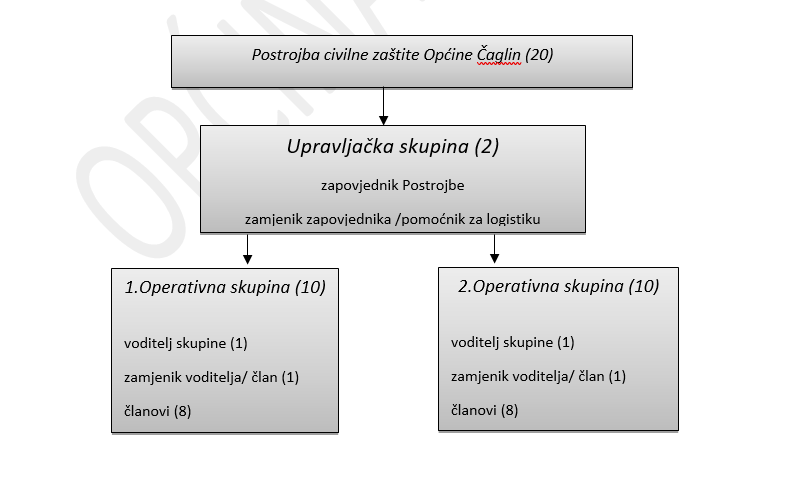 Postrojba civilne zaštite Općine Čaglin (20)
Upravljačka skupina (2)
zapovjednik Postrojbe
zamjenik zapovjednika /pomoćnik za logistiku
1.Operativna skupina (10)
voditelj skupine (1)
zamjenik voditelja/ član (1)
članovi (8)
2.Operativna skupina (10)
voditelj skupine (1)
zamjenik voditelja/ član (1)
članovi (8)